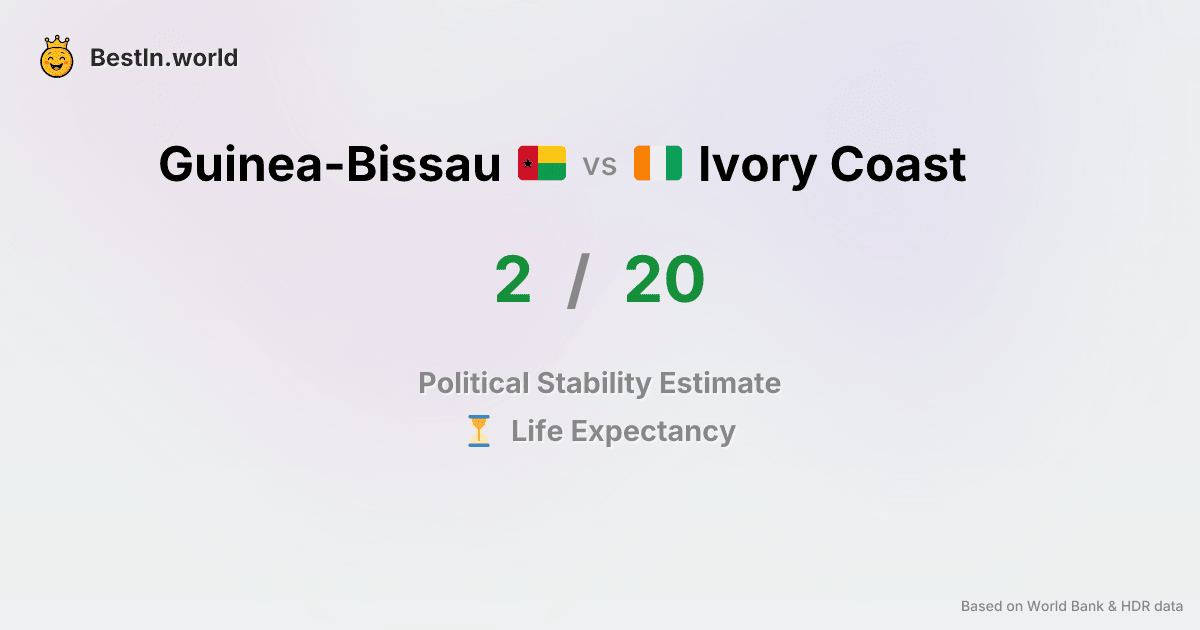 BestIn.world
Guinea-Bissau vs Ivory Coast
2 / 20
Political Stability Estimate
Life Expectancy
Based on World Bank & HDR data